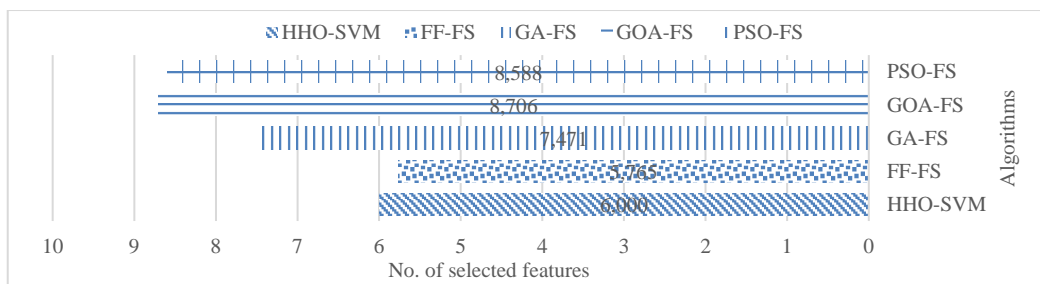 HHO-SVM FF-FS GA-FS GOA-FS PSO-FS
8,588 PSO-FS
8,706 GOA-FS
7,471 GA-FS
5,765 FF-FS
6,000 HHO-SVM
Algorithms
10 9 8 7 6 5 4 3 2 1 0
No. of selected features